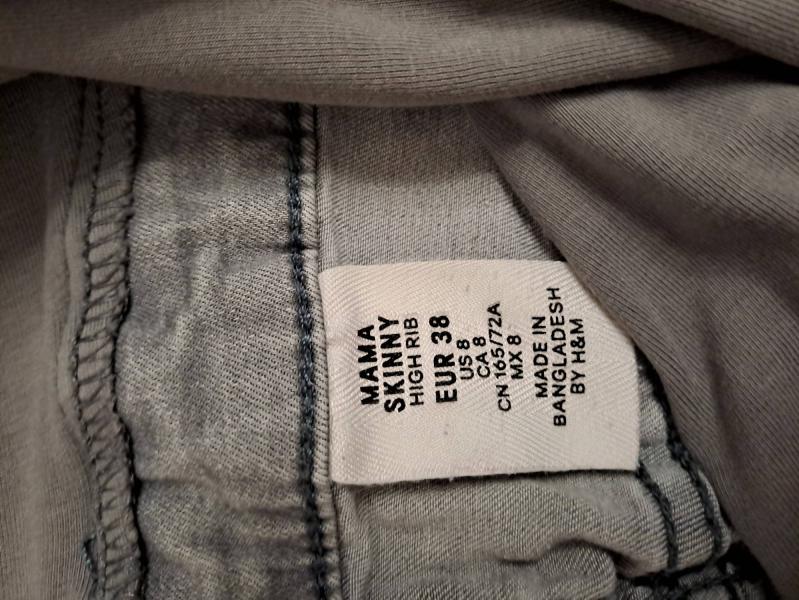 MAMA
SKINNY
HIGH RIB
EUR 38
US 8
CA 8
CN 165/72A
MX 8
MADE IN
BANGLADESH
BY H&M